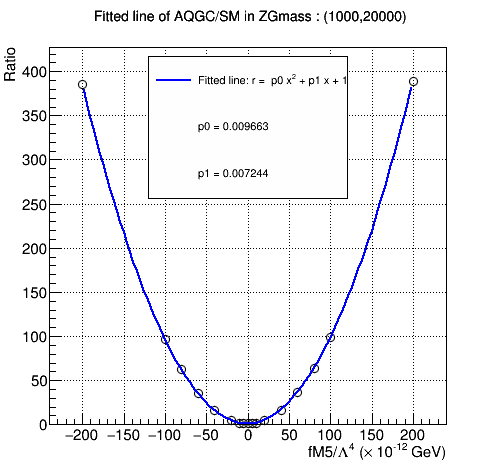 Fitted line of AQGC/SM in ZGmass : (1000,20000)
Ratio
Fitted line: r = p0 x² + p1 x + 1
p0 = 0.009663
p1 = 0.007244
400
350
300
250
200
150
100
50
0
−200 −150 −100 −50 0 50 100 150 200
fM5/Λ⁴ (× 10⁻¹² GeV)